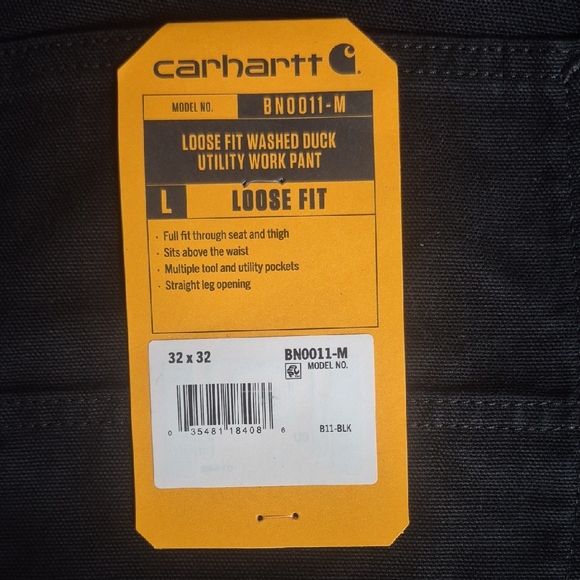 carhartt
MODEL NO. BN0011-M
LOOSE FIT WASHED DUCK
UTILITY WORK PANT
L LOOSE FIT
· Full fit through seat and thigh
· Sits above the waist
· Multiple tool and utility pockets
· Straight leg opening
32 x 32 BN0011-M
MODEL NO.
0 35481 18408 6
B11-BLK